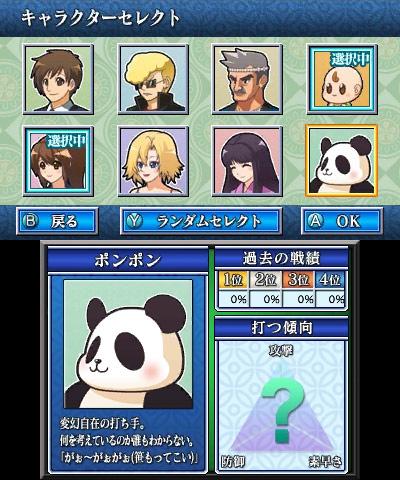 キャラクターセレクト
選択中
選択中
B 戻る
Y ランダムセレクト
A OK
ポンポン
変幻自在の打ち手。
何を考えているのか誰もわからない。
「がぉ~がぉがぉ(笹もってこい)」
過去の戦績
1位 2位 3位 4位
0% 0% 0% 0%
打つ傾向
攻撃
?
防御 素早さ